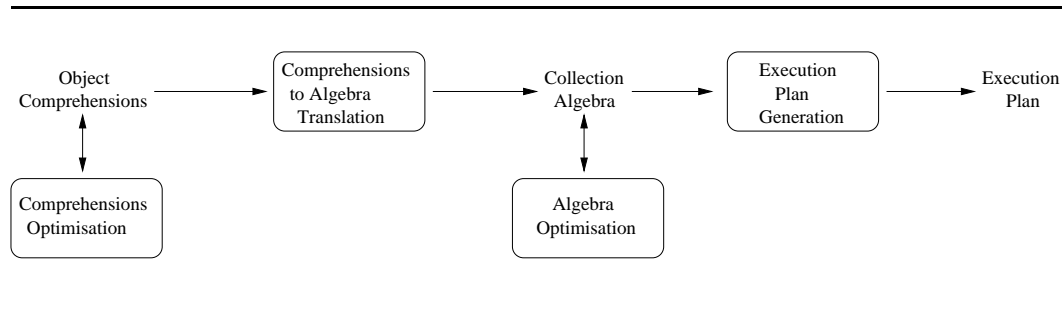 Object
Comprehensions
Comprehensions
to Algebra
Translation
Collection
Algebra
Execution
Plan
Generation
Execution
Plan
Comprehensions
Optimisation
Algebra
Optimisation